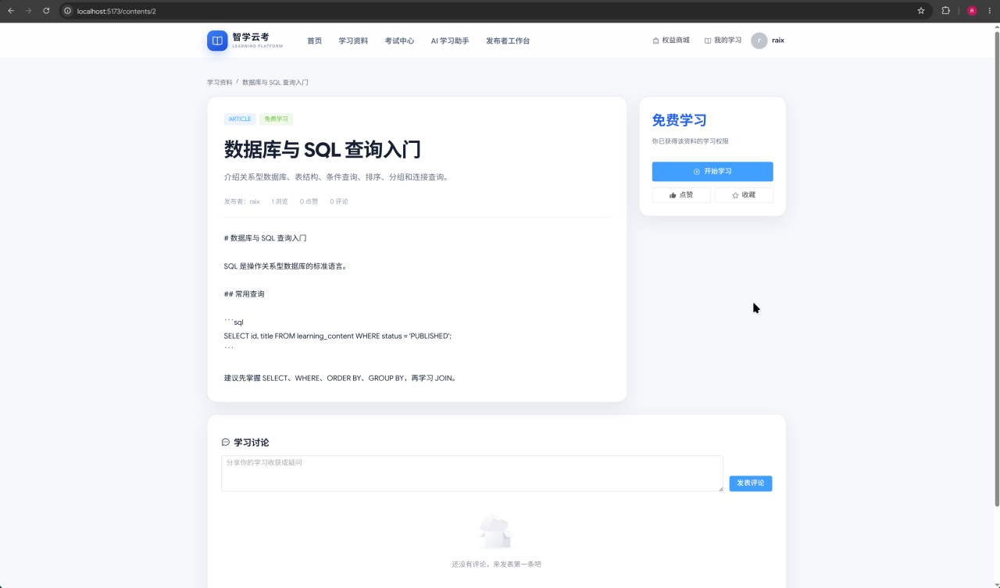 localhost:5173/contents/2
R
智学云考
LEARNING PLATFORM
首页
学习资料
考试中心
AI 学习助手
发布者工作台
权益商城
我的学习
r
raix
学习资料 / 数据库与 SQL 查询入门
ARTICLE
免费学习
数据库与 SQL 查询入门
介绍关系型数据库、表结构、条件查询、排序、分组和连接查询。
发布者：raix 1 浏览 0 点赞 0 评论
# 数据库与 SQL 查询入门
SQL 是操作关系型数据库的标准语言。
## 常用查询
```sql
SELECT id, title FROM learning_content WHERE status = 'PUBLISHED';
```
建议先掌握 SELECT、WHERE、ORDER BY、GROUP BY，再学习 JOIN。
免费学习
你已获得该资料的学习权限
开始学习
点赞
收藏
学习讨论
分享你的学习收获或疑问
发表评论
还没有评论，来发表第一条吧